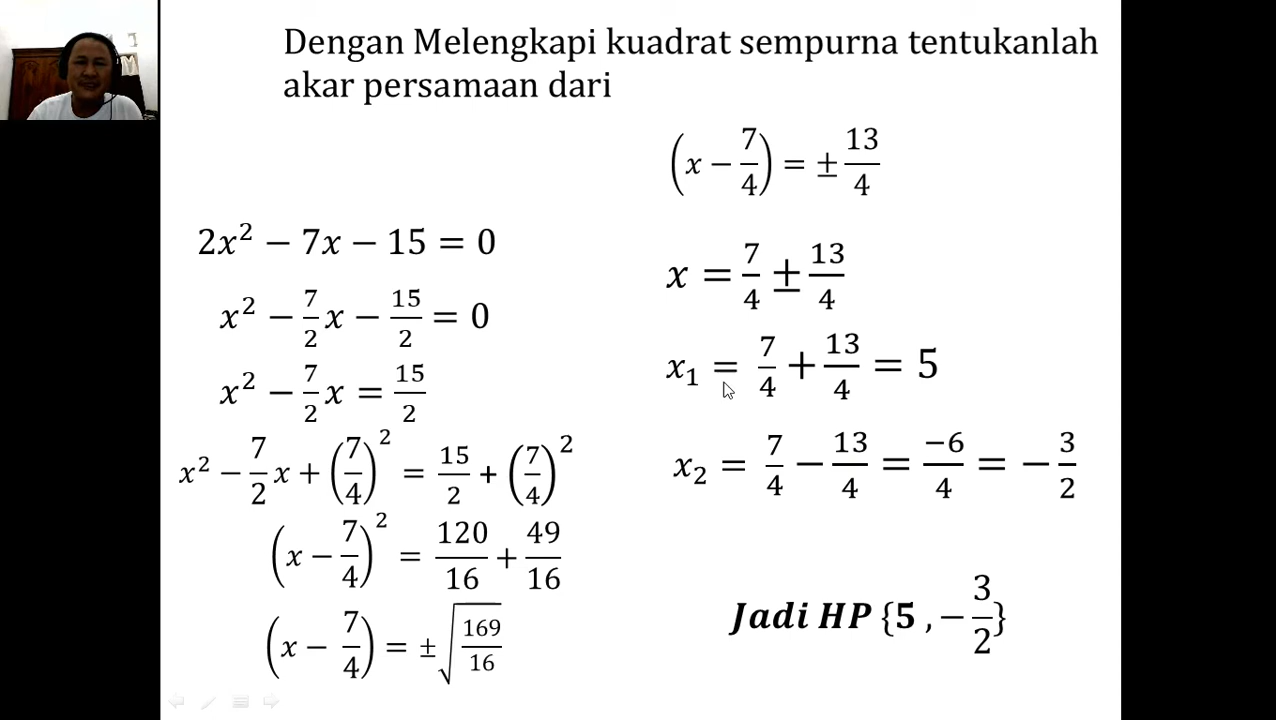 Dengan Melengkapi kuadrat sempurna tentukanlah
akar persamaan dari
2x² − 7x − 15 = 0
x² − 7/2 x − 15/2 = 0
x² − 7/2 x = 15/2
x² − 7/2 x + (7/4)² = 15/2 + (7/4)²
(x − 7/4)² = 120/16 + 49/16
(x − 7/4) = ±√(169/16)
(x − 7/4) = ± 13/4
x = 7/4 ± 13/4
x₁ = 7/4 + 13/4 = 5
x₂ = 7/4 − 13/4 = −6/4 = − 3/2
Jadi HP {5 , − 3/2}